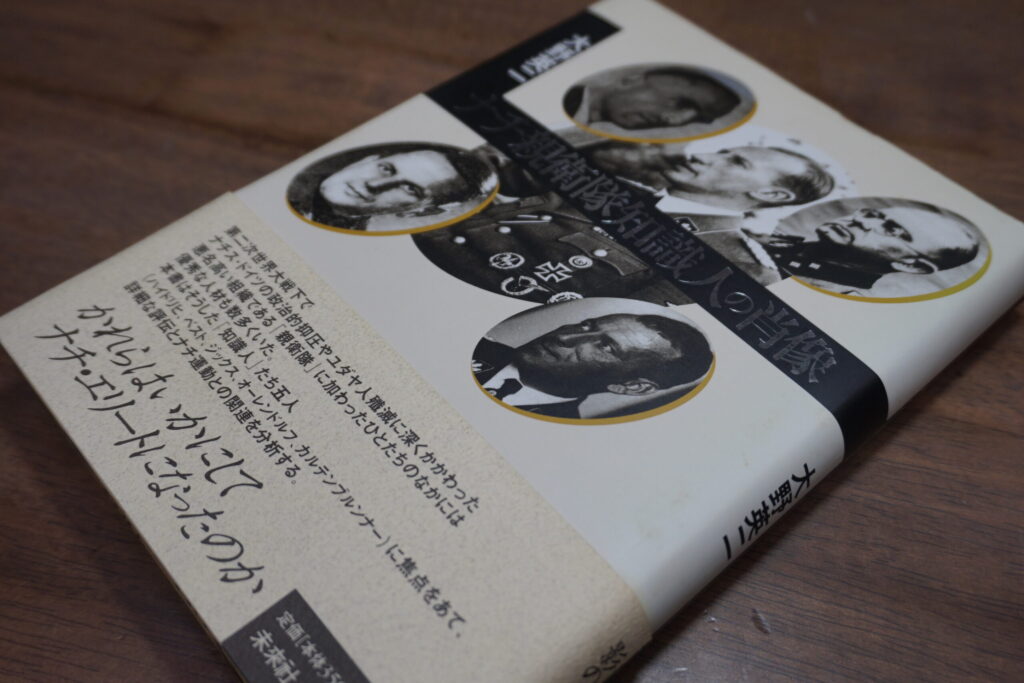 大野英二
ナチ親衛隊知識人の肖像
大野英二
第二次世界大戦下で
ナチス・ドイツの政治的抑圧やユダヤ人殲滅に深くかかわった
悪名高い組織である「親衛隊」に加わったひとたちのなかには
優秀な人材も数多くいた。
本書はそうした「知識人」たち五人
(ハイドリヒ、ベスト、ジックス、オーレンドルフ、カルテンブルンナー)に焦点をあて、
詳細な評伝とナチ運動との関連を分析する。
かれらはいかにして
ナチ・エリートになったのか
定価[本体
未来社